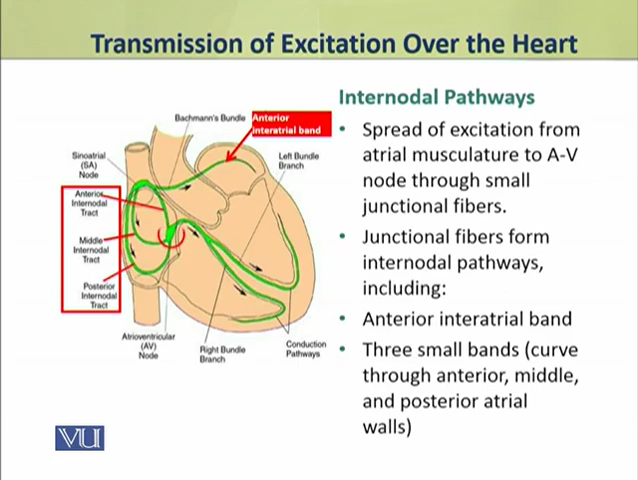 Transmission of Excitation Over the Heart
Bachmann's Bundle
Anterior
interatrial band
Sinoatrial
(SA)
Node
Left Bundle
Branch
Anterior
Internodal
Tract
Middle
Internodal
Tract
Posterior
Internodal
Tract
Atrioventricular
(AV)
Node
Right Bundle
Branch
Conduction
Pathways
Internodal Pathways
• Spread of excitation from
atrial musculature to A-V
node through small
junctional fibers.
• Junctional fibers form
internodal pathways,
including:
• Anterior interatrial band
• Three small bands (curve
through anterior, middle,
and posterior atrial
walls)
VU